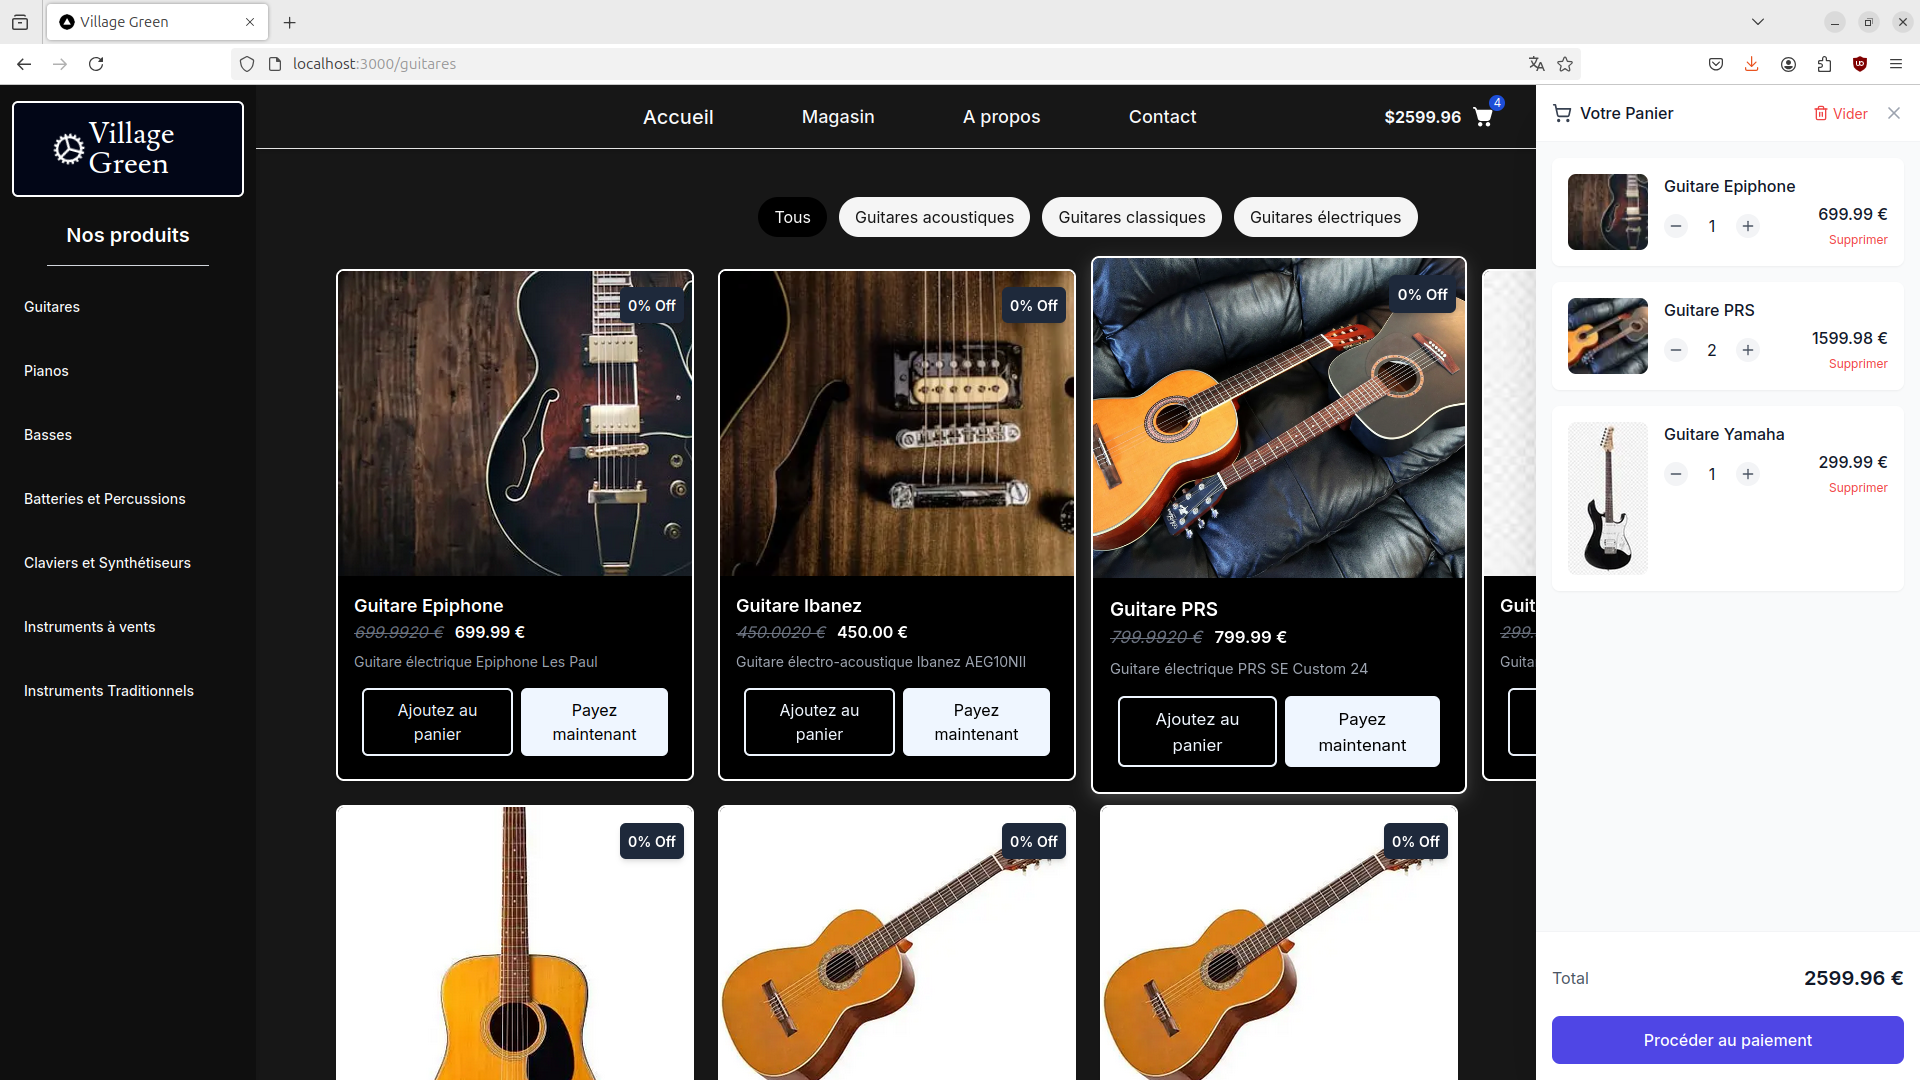 Village Green
localhost:3000/guitares
Village
Green
Nos produits
Guitares
Pianos
Basses
Batteries et Percussions
Claviers et Synthétiseurs
Instruments à vents
Instruments Traditionnels
Accueil
Magasin
A propos
Contact
$2599.96
4
Tous
Guitares acoustiques
Guitares classiques
Guitares électriques
0% Off
Guitare Epiphone
699.9920 € 699.99 €
Guitare électrique Epiphone Les Paul
Ajoutez au
panier
Payez
maintenant
0% Off
Guitare Ibanez
450.0020 € 450.00 €
Guitare électro-acoustique Ibanez AEG10NII
Ajoutez au
panier
Payez
maintenant
0% Off
Guitare PRS
799.9920 € 799.99 €
Guitare électrique PRS SE Custom 24
Ajoutez au
panier
Payez
maintenant
Guit
299.
Guita
0% Off
0% Off
0% Off
Votre Panier
Vider
Guitare Epiphone
1
699.99 €
Supprimer
Guitare PRS
2
1599.98 €
Supprimer
Guitare Yamaha
1
299.99 €
Supprimer
Total
2599.96 €
Procéder au paiement